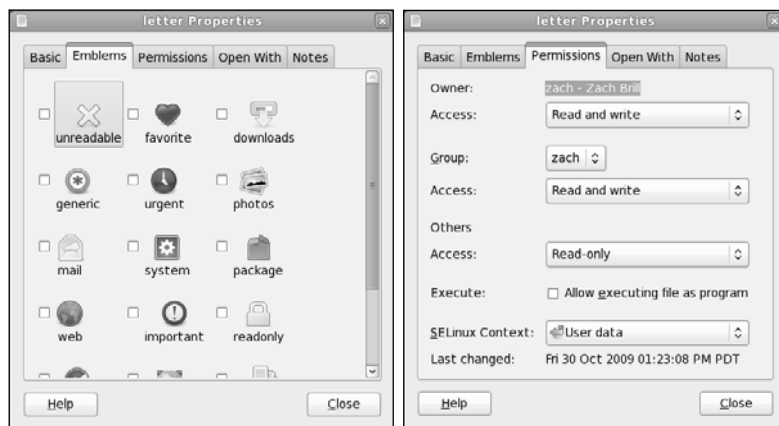 letter Properties
Basic Emblems Permissions Open With Notes
unreadable favorite downloads
generic urgent photos
mail system package
web important readonly
Help Close
letter Properties
Basic Emblems Permissions Open With Notes
Owner: zach - Zach Brill
Access: Read and write
Group: zach
Access: Read and write
Others
Access: Read-only
Execute: Allow executing file as program
SELinux Context: User data
Last changed: Fri 30 Oct 2009 01:23:08 PM PDT
Help Close